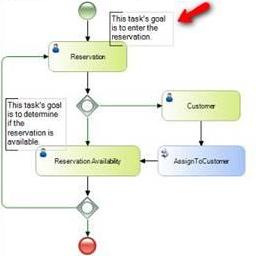 This task's goal
is to enter the
reservation.
Reservation
This task's goal
is to determine
if the
reservation is
available.
Customer
Reservation Availability
AssignToCustomer